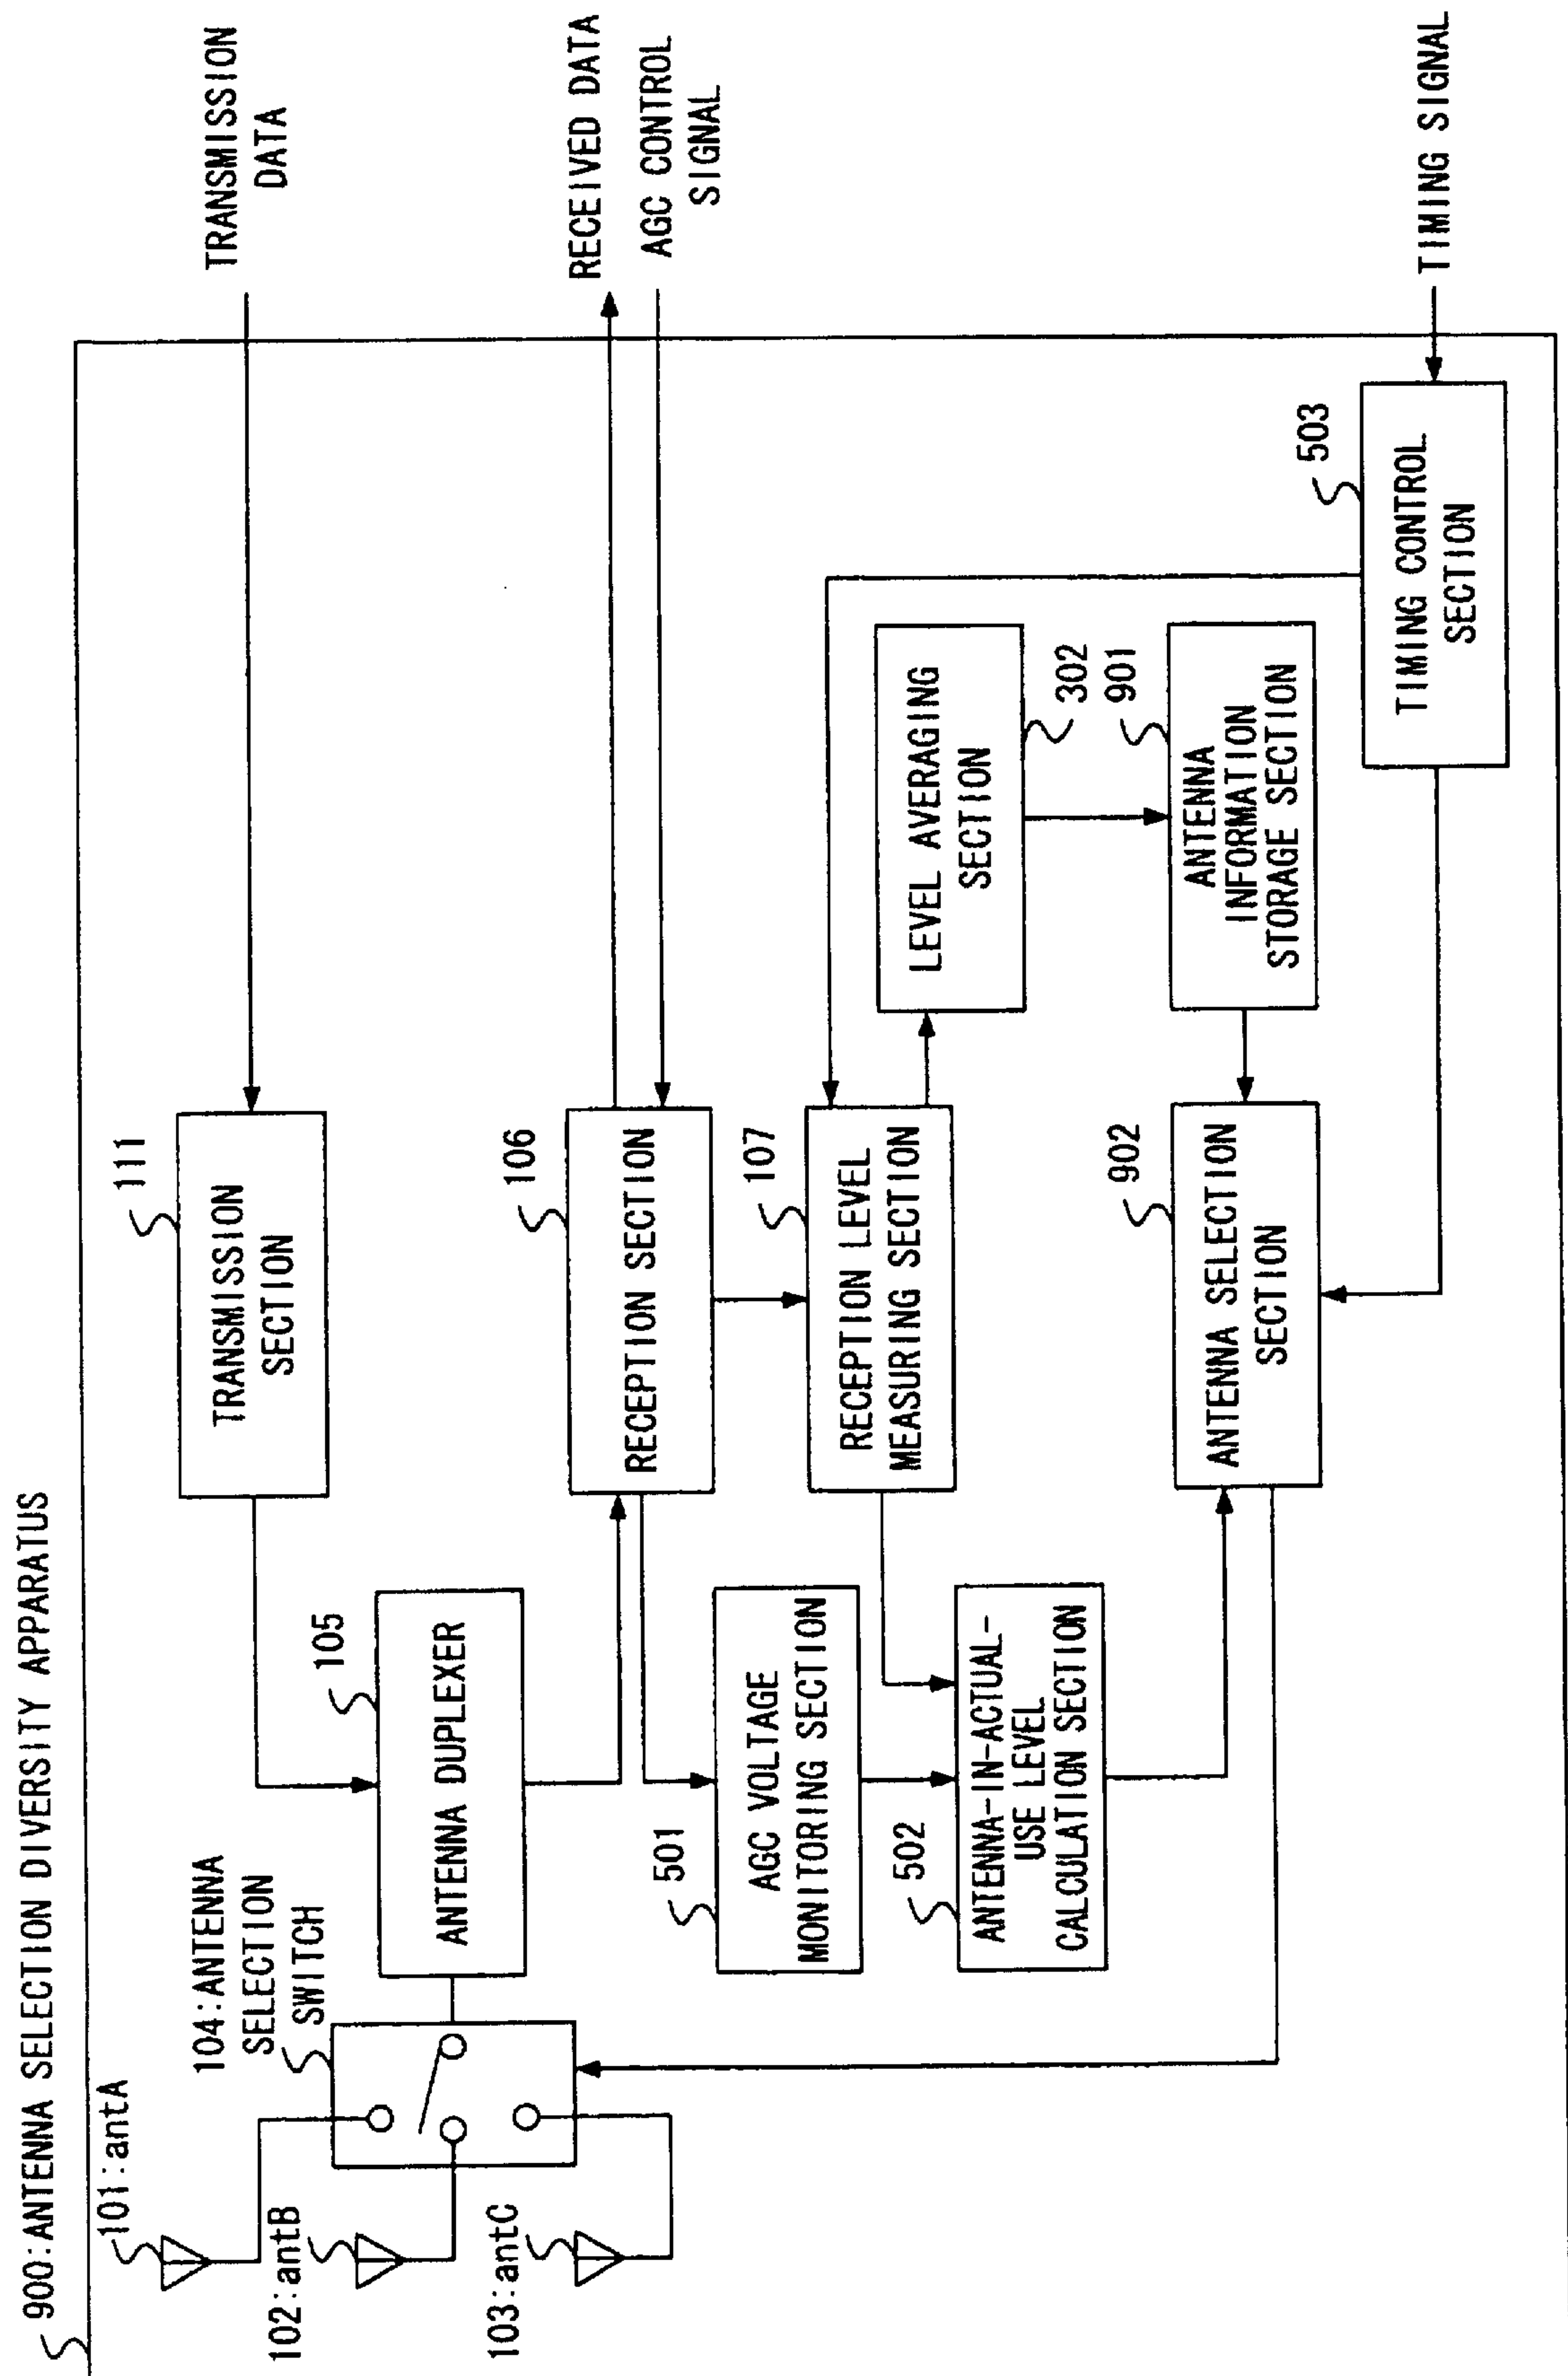 900:ANTENNA SELECTION DIVERSITY APPARATUS
101:antA
102:antB
103:antC
104:ANTENNA
SELECTION
SWITCH
105
ANTENNA DUPLEXER
111
TRANSMISSION
SECTION
TRANSMISSION
DATA
106
RECEPTION SECTION
RECEIVED DATA
AGC CONTROL
SIGNAL
501
AGC VOLTAGE
MONITORING SECTION
107
RECEPTION LEVEL
MEASURING SECTION
LEVEL AVERAGING
SECTION
302
502
ANTENNA-IN-ACTUAL-
USE LEVEL
CALCULATION SECTION
902
ANTENNA SELECTION
SECTION
901
ANTENNA
INFORMATION
STORAGE SECTION
503
TIMING CONTROL
SECTION
TIMING SIGNAL